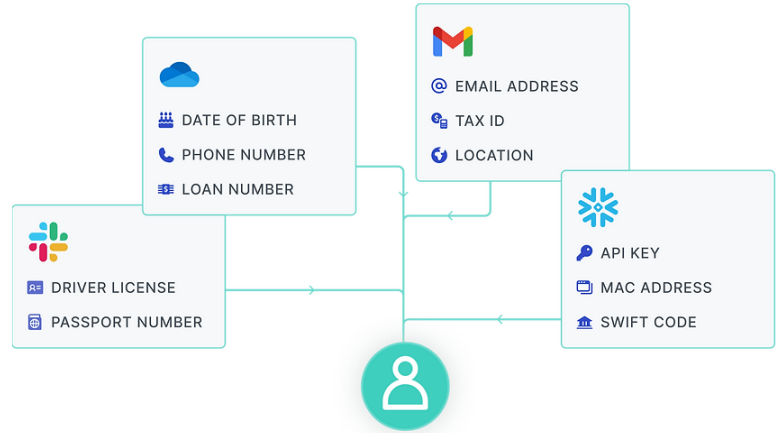 DATE OF BIRTH
PHONE NUMBER
LOAN NUMBER
EMAIL ADDRESS
TAX ID
LOCATION
DRIVER LICENSE
PASSPORT NUMBER
API KEY
MAC ADDRESS
SWIFT CODE